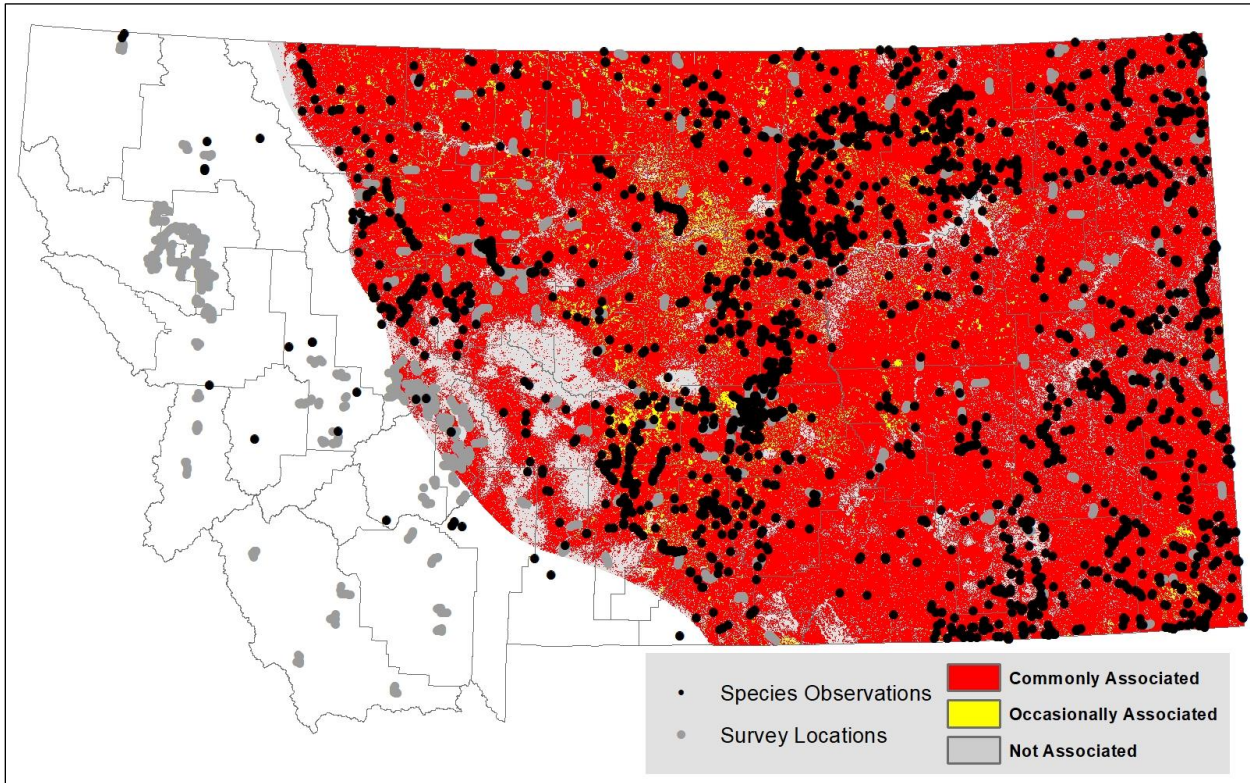 Species Observations
Survey Locations
Commonly Associated
Occasionally Associated
Not Associated